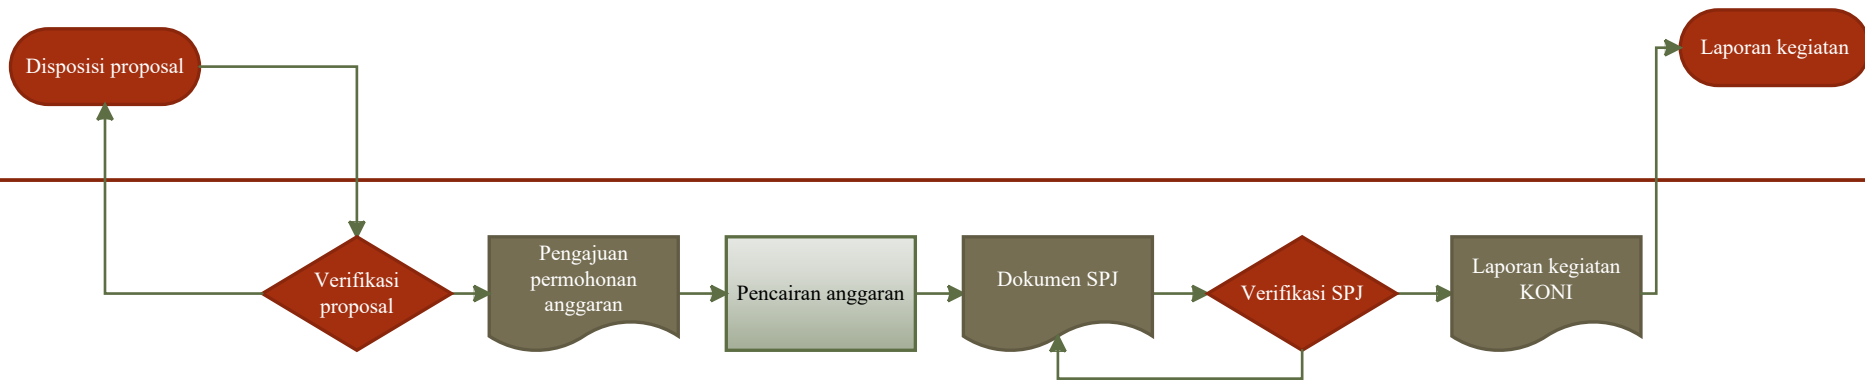 Disposisi proposal
Laporan kegiatan
Verifikasi
proposal
Pengajuan
permohonan
anggaran
Pencairan anggaran
Dokumen SPJ
Verifikasi SPJ
Laporan kegiatan
KONI